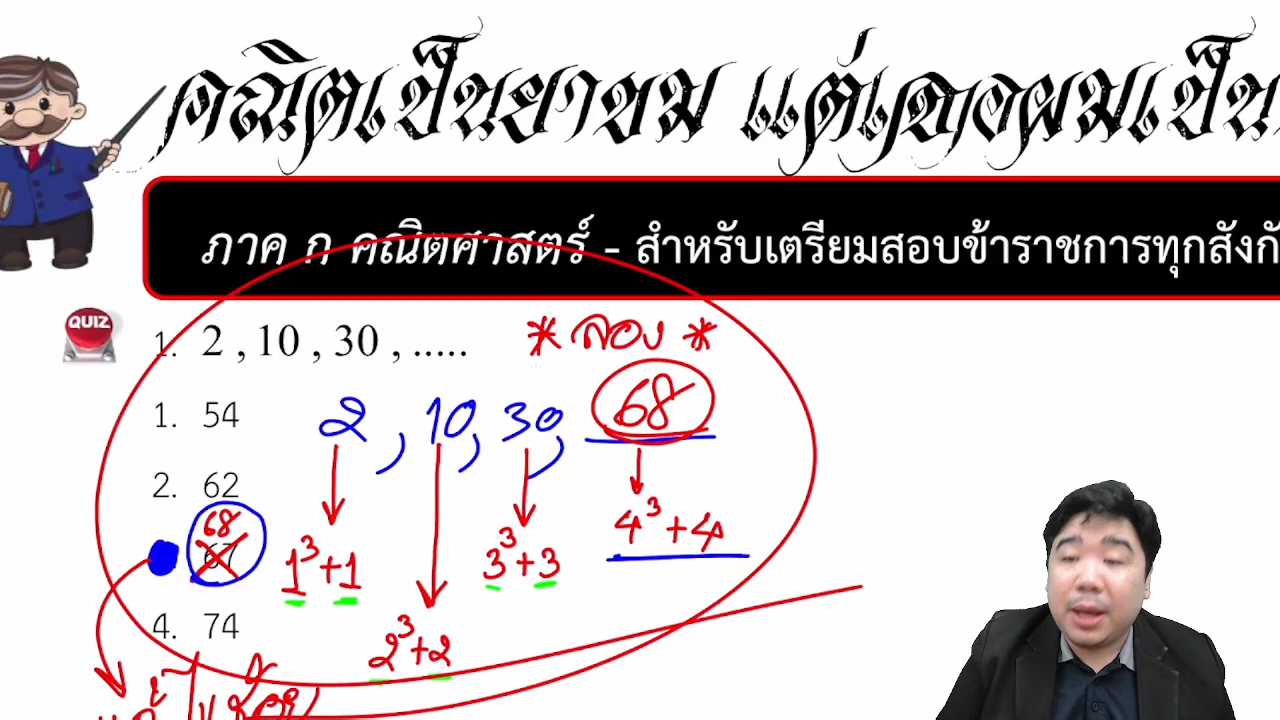 คณิตเป็นยาขม แต่เธอผมเป็น
ภาค ก คณิตศาสตร์ - สำหรับเตรียมสอบข้าราชการทุกสังกั
QUIZ
1. 2 , 10 , 30 , .....
* ลอง *
1. 54
2 , 10 , 30 , 68
2. 62
68
67
1³+1
2³+2
3³+3
4³+4
4. 74